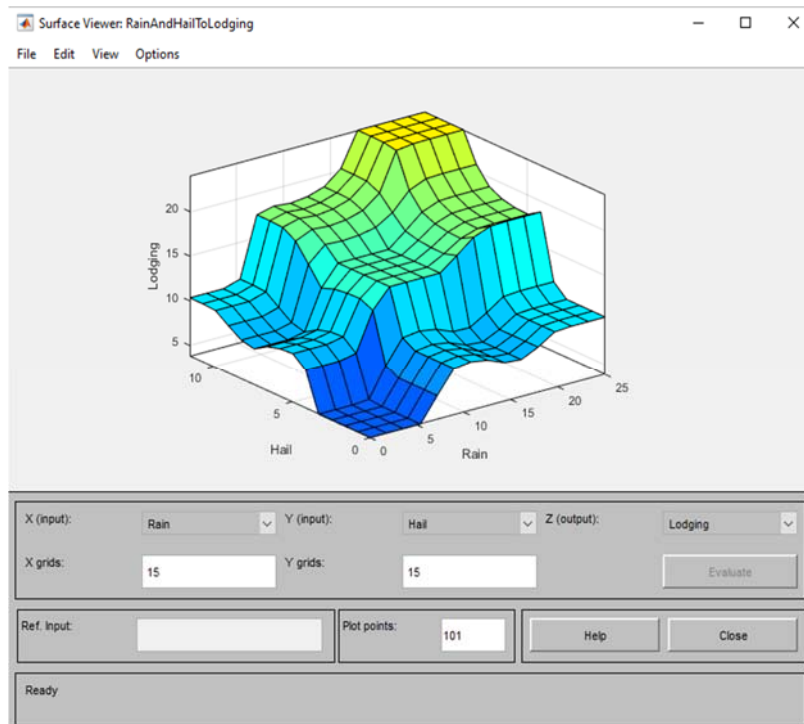 Surface Viewer: RainAndHailToLodging
File Edit View Options
20
15
10
5
Lodging
10
5
0
Hail
0
5
10
15
20
25
Rain
X (input): Rain Y (input): Hail Z (output): Lodging
X grids: 15 Y grids: 15 Evaluate
Ref. Input: Plot points: 101 Help Close
Ready